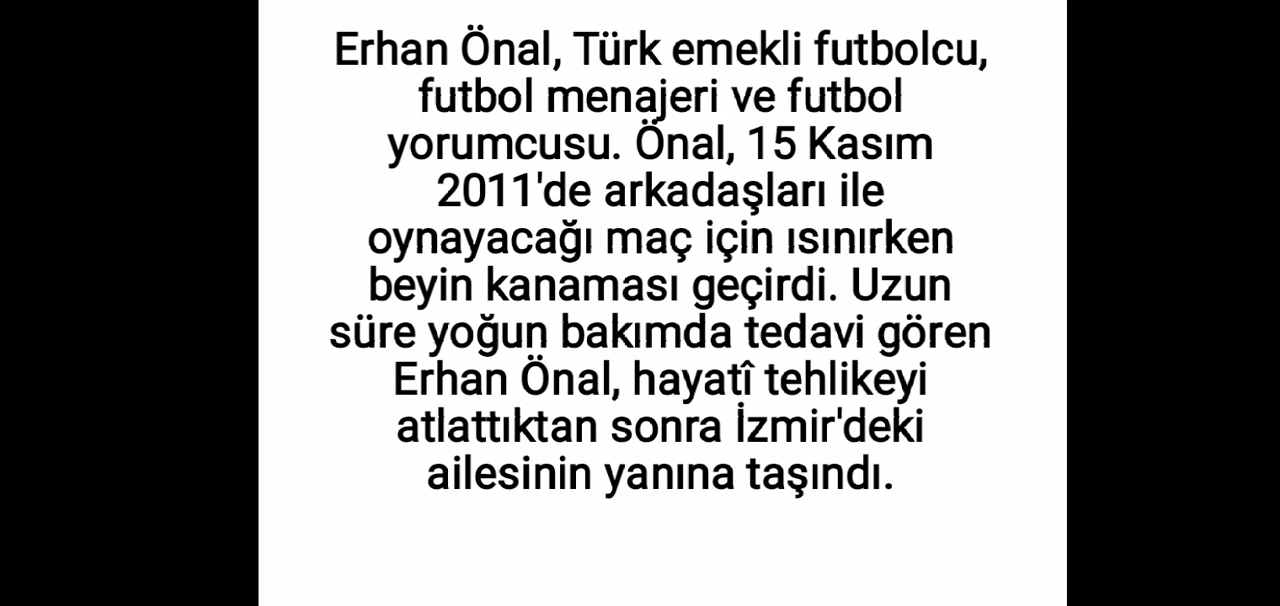 Erhan Önal, Türk emekli futbolcu,
futbol menajeri ve futbol
yorumcusu. Önal, 15 Kasım
2011'de arkadaşları ile
oynayacağı maç için ısınırken
beyin kanaması geçirdi. Uzun
süre yoğun bakımda tedavi gören
Erhan Önal, hayatî tehlikeyi
atlattıktan sonra İzmir'deki
ailesinin yanına taşındı.